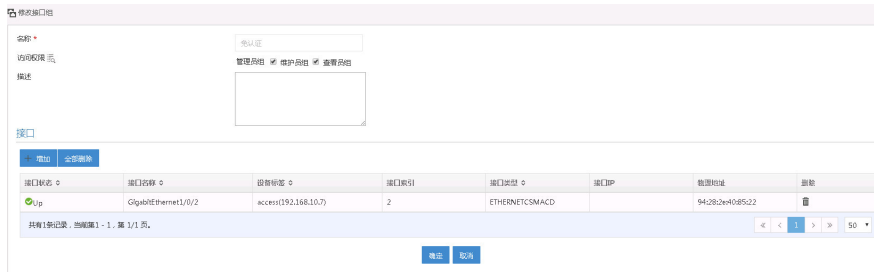 修改接口组
名称 *
免认证
访问权限
管理员组 维护员组 查看员组
描述
接口
+ 增加 全部删除
接口状态 接口名称 设备标签 接口索引 接口类型 接口IP 物理地址 删除
Up GigabitEthernet1/0/2 access(192.168.10.7) 2 ETHERNETCSMACD 94:28:2e:40:85:22
共有1条记录，当前第1 - 1，第 1/1 页。
« < 1 > » 50
确定 取消